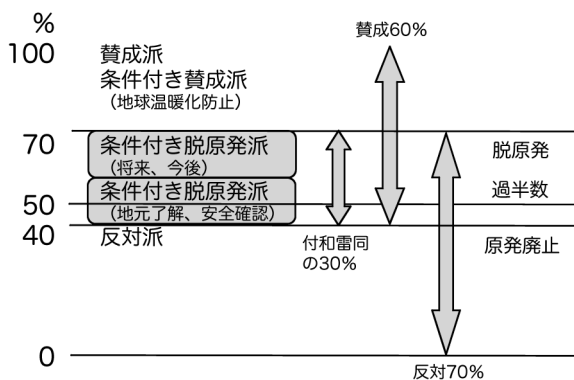 %
賛成60%
100
賛成派
条件付き賛成派
(地球温暖化防止)
70
条件付き脱原発派
(将来、今後)
脱原発
条件付き脱原発派
(地元了解、安全確認)
過半数
50
40
反対派
付和雷同
の30%
原発廃止
0
反対70%